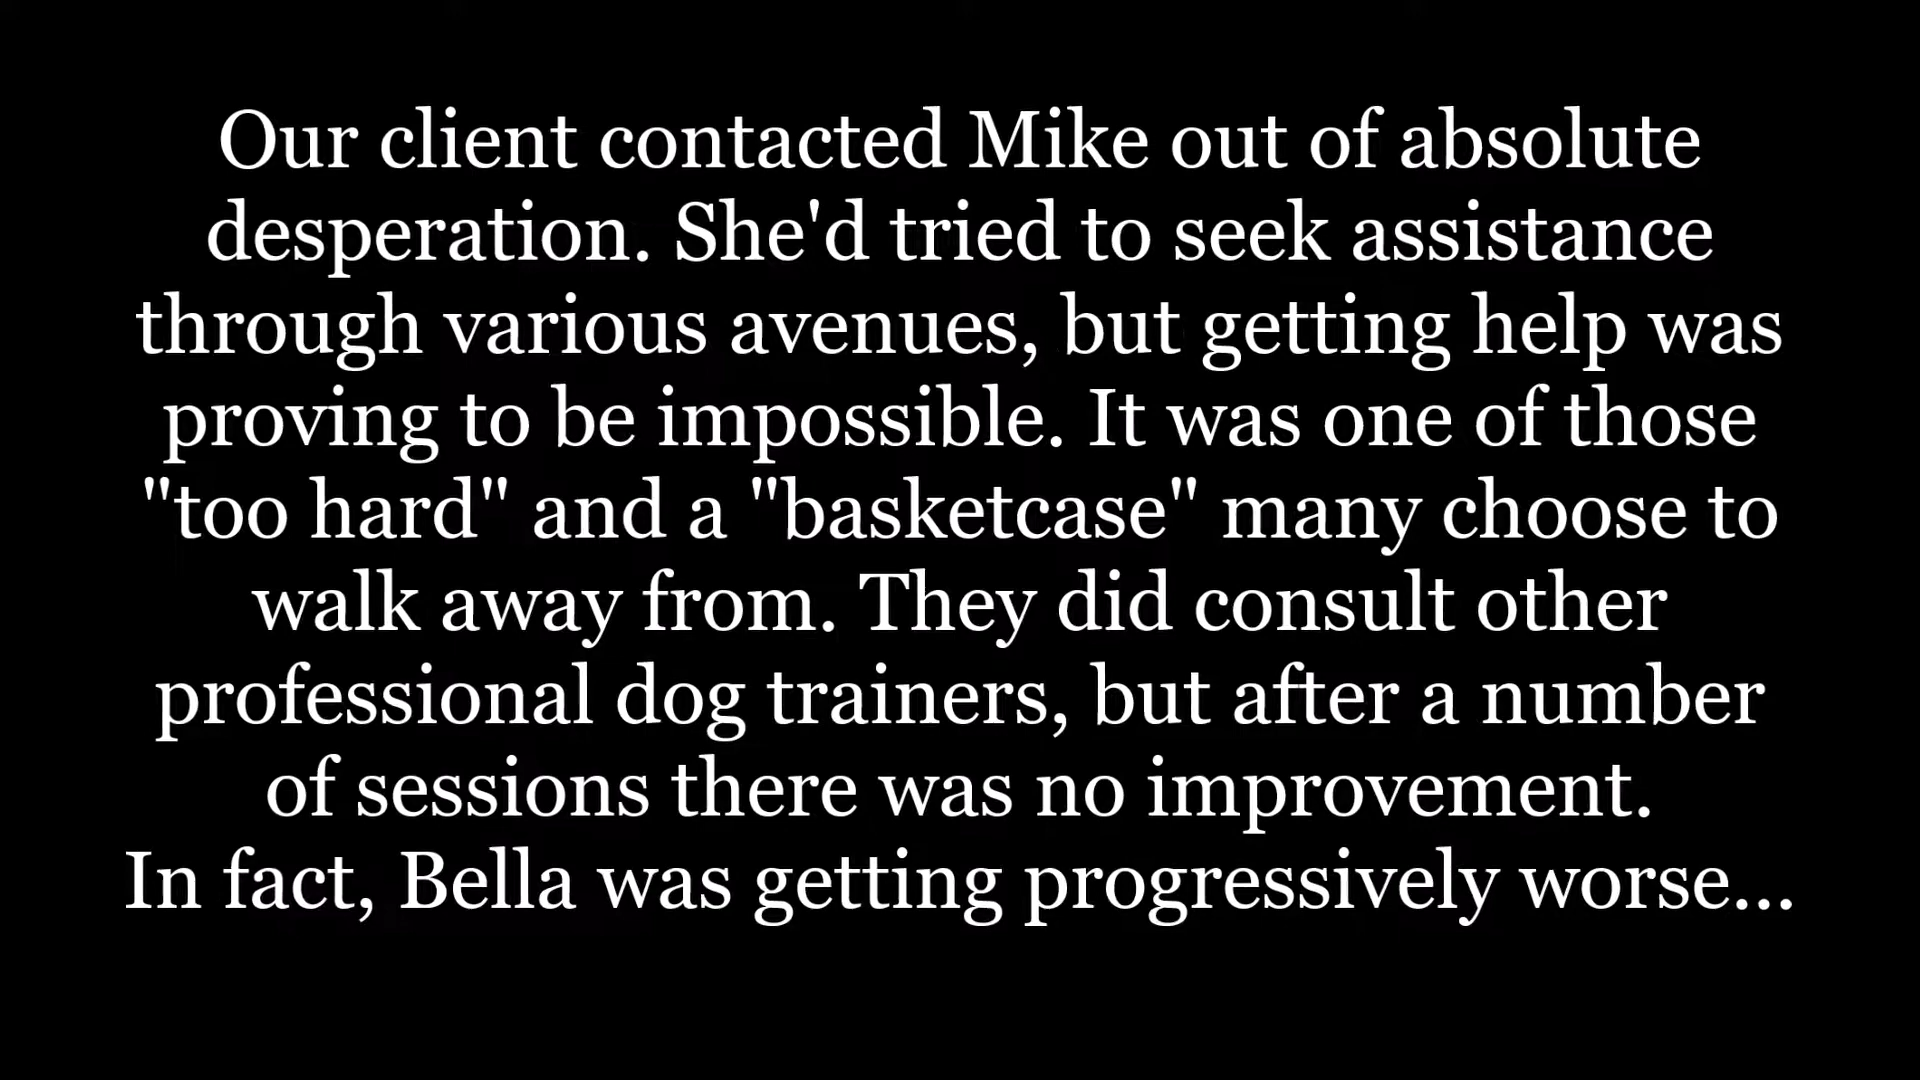 Our client contacted Mike out of absolute
desperation. She'd tried to seek assistance
through various avenues, but getting help was
proving to be impossible. It was one of those
"too hard" and a "basketcase" many choose to
walk away from. They did consult other
professional dog trainers, but after a number
of sessions there was no improvement.
In fact, Bella was getting progressively worse...